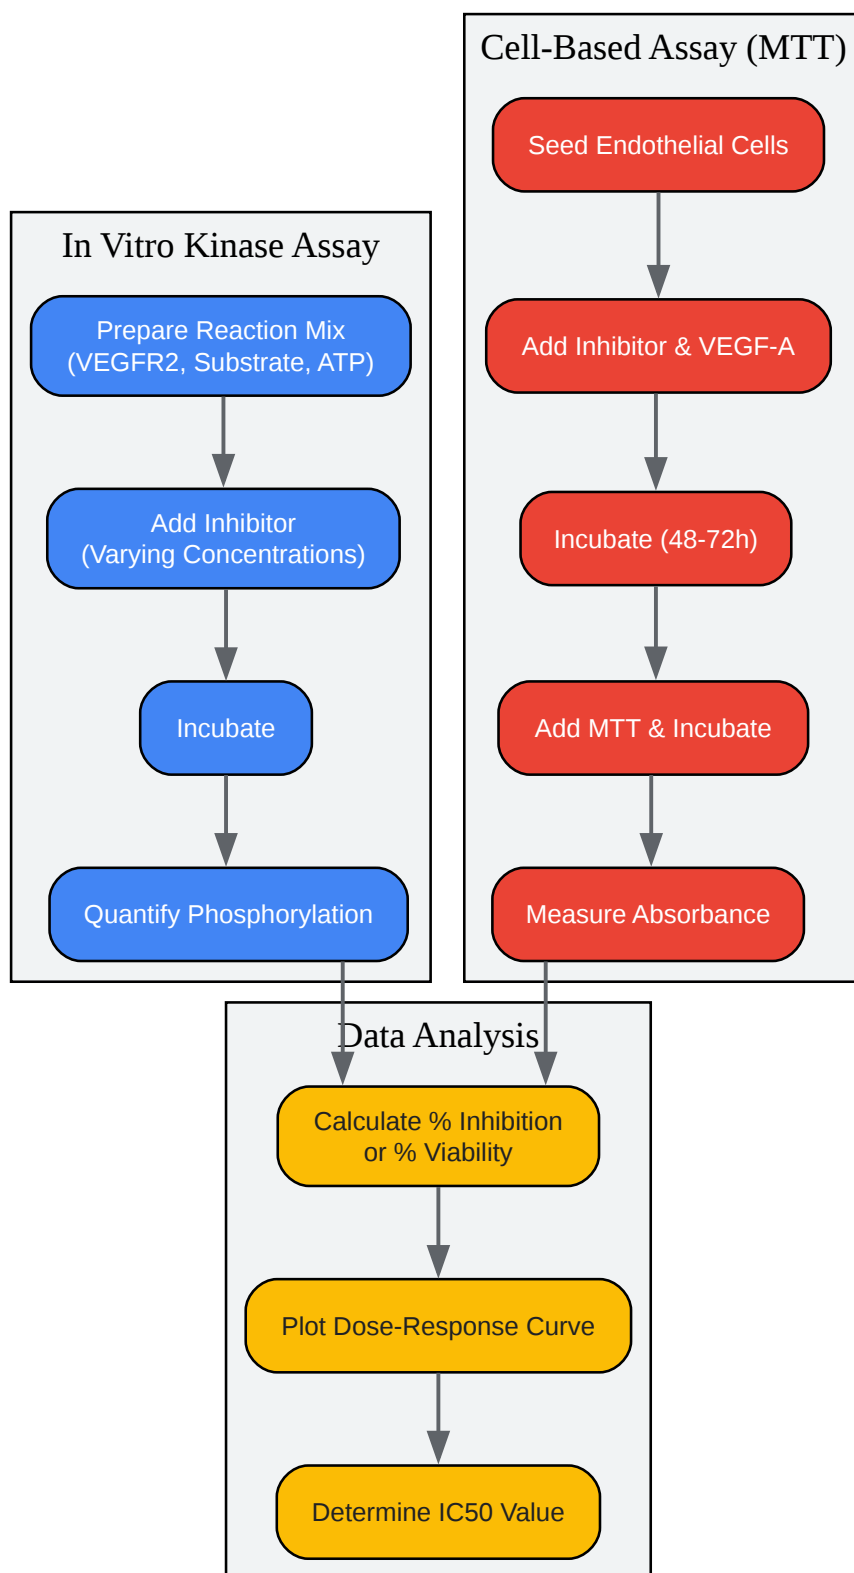 In Vitro Kinase Assay
Prepare Reaction Mix
(VEGFR2, Substrate, ATP)
Add Inhibitor
(Varying Concentrations)
Incubate
Quantify Phosphorylation
Cell-Based Assay (MTT)
Seed Endothelial Cells
Add Inhibitor & VEGF-A
Incubate (48-72h)
Add MTT & Incubate
Measure Absorbance
Data Analysis
Calculate % Inhibition
or % Viability
Plot Dose-Response Curve
Determine IC50 Value